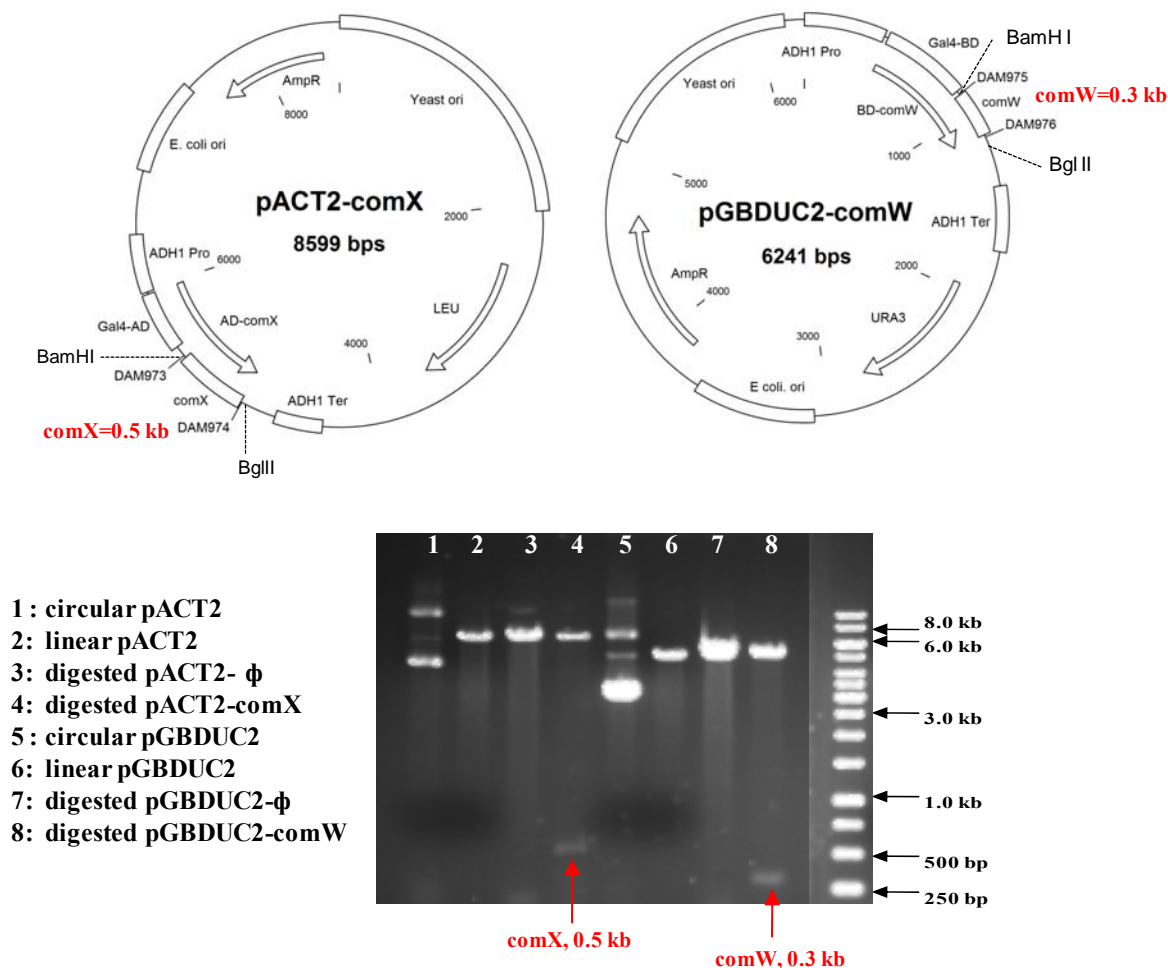 AmpR
I
8000
Yeast ori
E. coli ori
pACT2-comX
8599 bps
2000
ADH1 Pro
6000
Gal4-AD
AD-comX
LEU
4000
BamHI
DAM973
comX
ADH1 Ter
comX=0.5 kb
DAM974
BglII
ADH1 Pro
I
Gal4-BD
BamH I
Yeast ori
6000
DAM975
comW
comW=0.3 kb
BD-comW
DAM976
1000
Bgl II
5000
pGBDUC2-comW
6241 bps
ADH1 Ter
AmpR
4000
2000
URA3
3000
E coli. ori
1 2 3 4 5 6 7 8
1 : circular pACT2
2: linear pACT2
3: digested pACT2- ф
4: digested pACT2-comX
5 : circular pGBDUC2
6: linear pGBDUC2
7: digested pGBDUC2-ф
8: digested pGBDUC2-comW
8.0 kb
6.0 kb
3.0 kb
1.0 kb
500 bp
250 bp
comX, 0.5 kb
comW, 0.3 kb